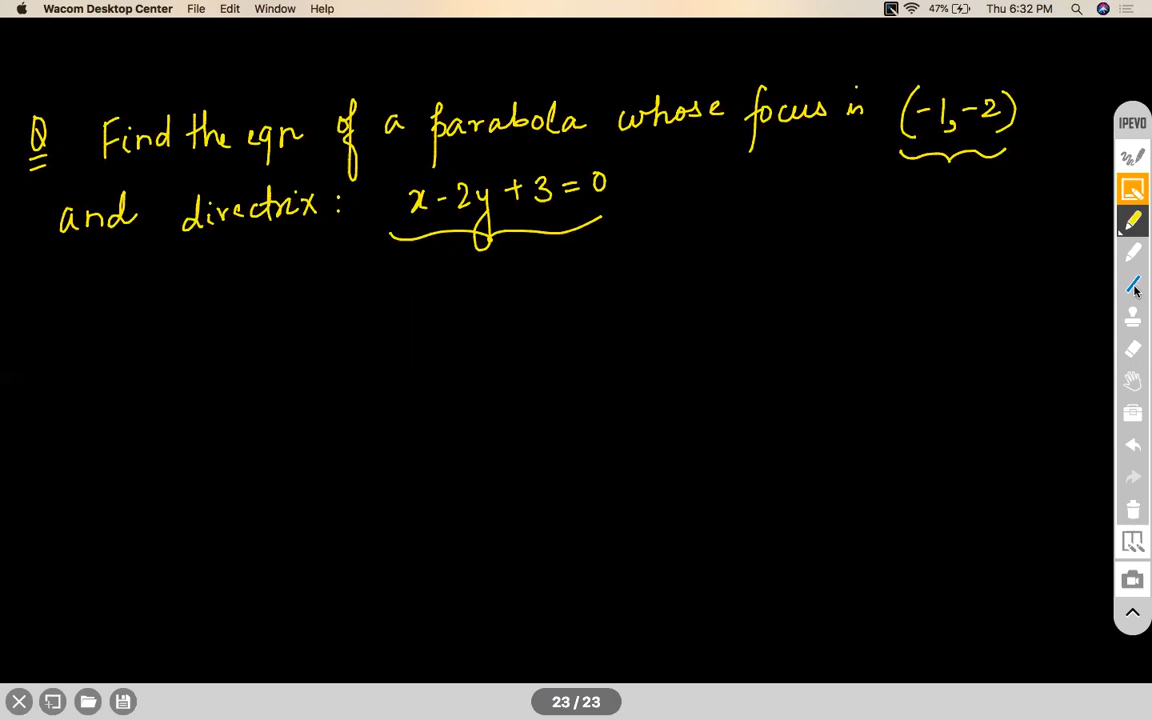 Wacom Desktop Center File Edit Window Help 47% Thu 6:32 PM
Q Find the eqn of a parabola whose focus is (-1, -2)
and directrix : x - 2y + 3 = 0
IPEVO
23 / 23